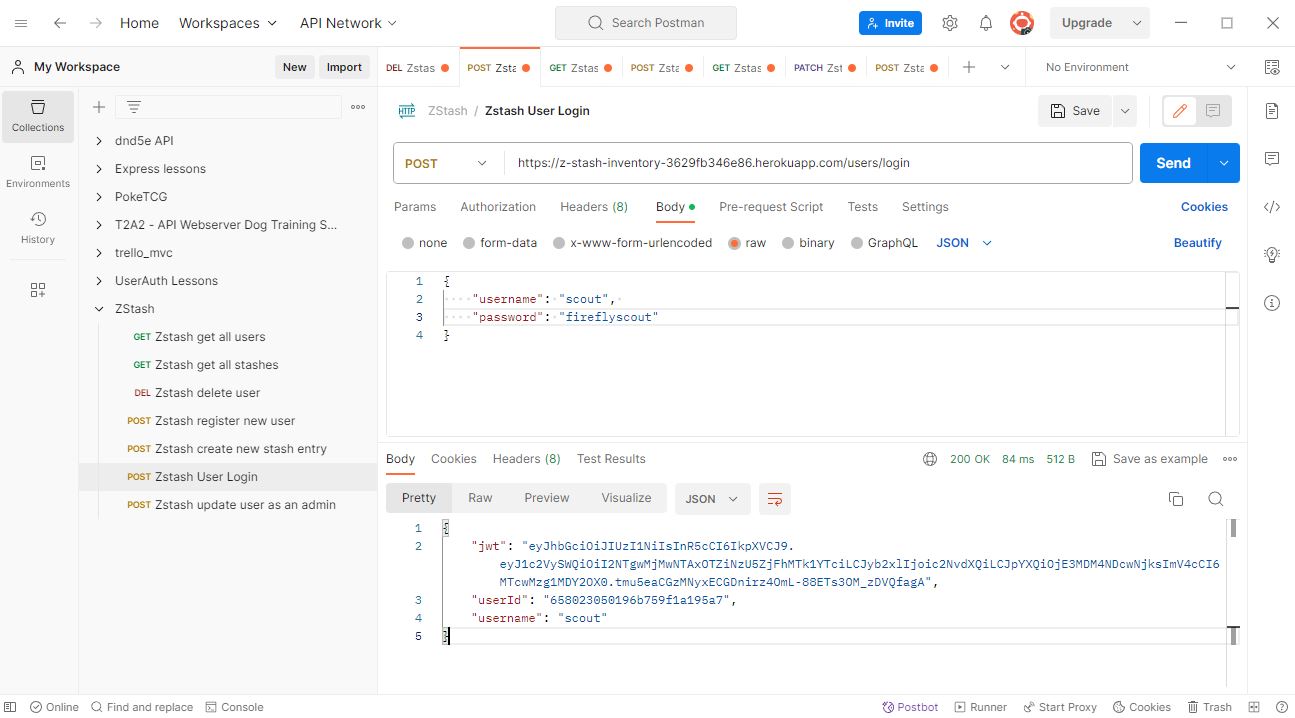 Home Workspaces API Network Search Postman Invite Upgrade
My Workspace New Import DEL Zstas POST Zsta GET Zstas POST Zsta GET Zstas PATCH Zst POST Zsta No Environment
Collections
Environments
History
dnd5e API
Express lessons
PokeTCG
T2A2 - API Webserver Dog Training S...
trello_mvc
UserAuth Lessons
ZStash
GET Zstash get all users
GET Zstash get all stashes
DEL Zstash delete user
POST Zstash register new user
POST Zstash create new stash entry
POST Zstash User Login
POST Zstash update user as an admin
HTTP ZStash / Zstash User Login Save
POST https://z-stash-inventory-3629fb346e86.herokuapp.com/users/login Send
Params Authorization Headers (8) Body Pre-request Script Tests Settings Cookies
none form-data x-www-form-urlencoded raw binary GraphQL JSON Beautify
1 {
2 "username": "scout",
3 "password": "fireflyscout"
4 }
Body Cookies Headers (8) Test Results 200 OK 84 ms 512 B Save as example
Pretty Raw Preview Visualize JSON
1 {
2 "jwt": "eyJhbGciOiJIUzI1NiIsInR5cCI6IkpXVCJ9.
eyJ1c2VySWQiOiI2NTgwMjMwNTAxOTZiNzU5ZjFhMTk1YTciLCJyb2xlIjoic2NvdXQiLCJpYXQiOjE3MDM4NDcwNjksImV4cCI6
MTcwMzg1MDY2OX0.tmu5eaCGzMNyxECGDnirz4OmL-88ETs3OM_zDVQfagA",
3 "userId": "658023050196b759f1a195a7",
4 "username": "scout"
5 }
Online Find and replace Console Postbot Runner Start Proxy Cookies Trash